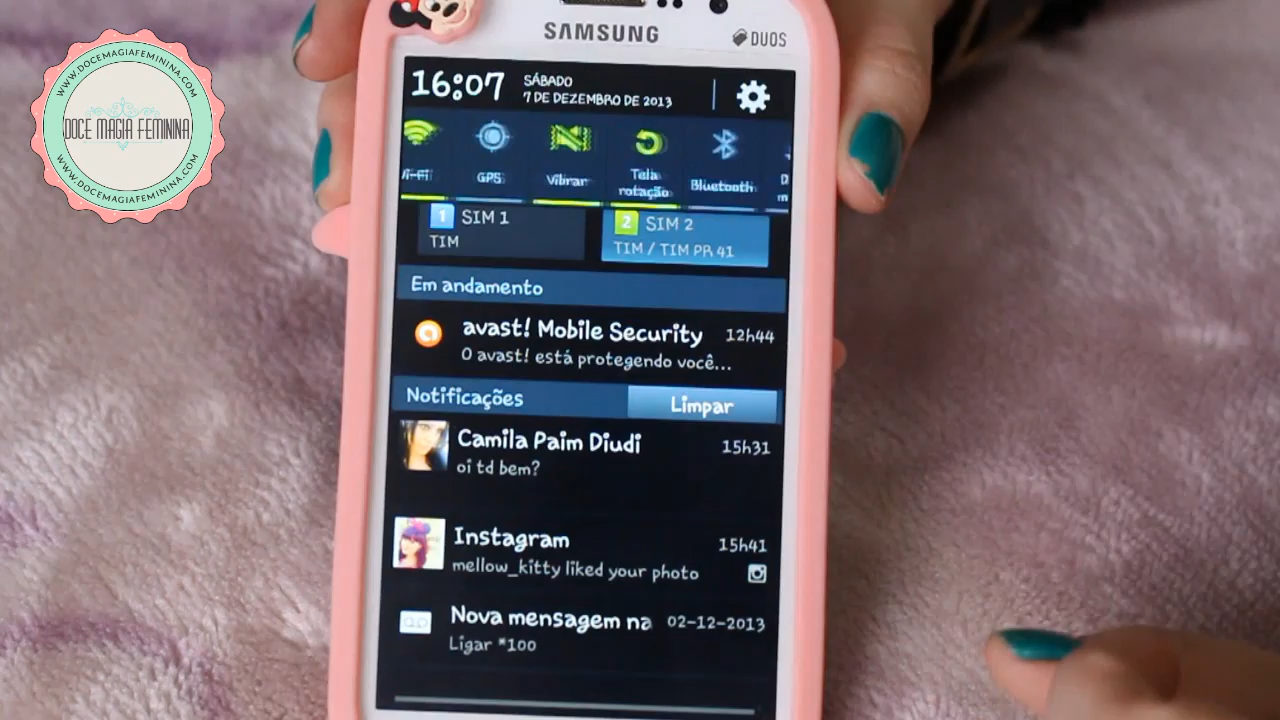 WWW.DOCEMAGIAFEMININA.COM
DOCE MAGIA FEMININA
WWW.DOCEMAGIAFEMININA.COM
SAMSUNG
DUOS
16:07
SÁBADO
7 DE DEZEMBRO DE 2013
GPS
Vibrar
Tela
rotação
Bluetooth
1 SIM 1
TIM
2 SIM 2
TIM / TIM PR 41
Em andamento
avast! Mobile Security 12h44
O avast! está protegendo você...
Notificações Limpar
Camila Paim Diudi 15h31
oi td bem?
Instagram 15h41
mellow_kitty liked your photo
Nova mensagem na 02-12-2013
Ligar *100